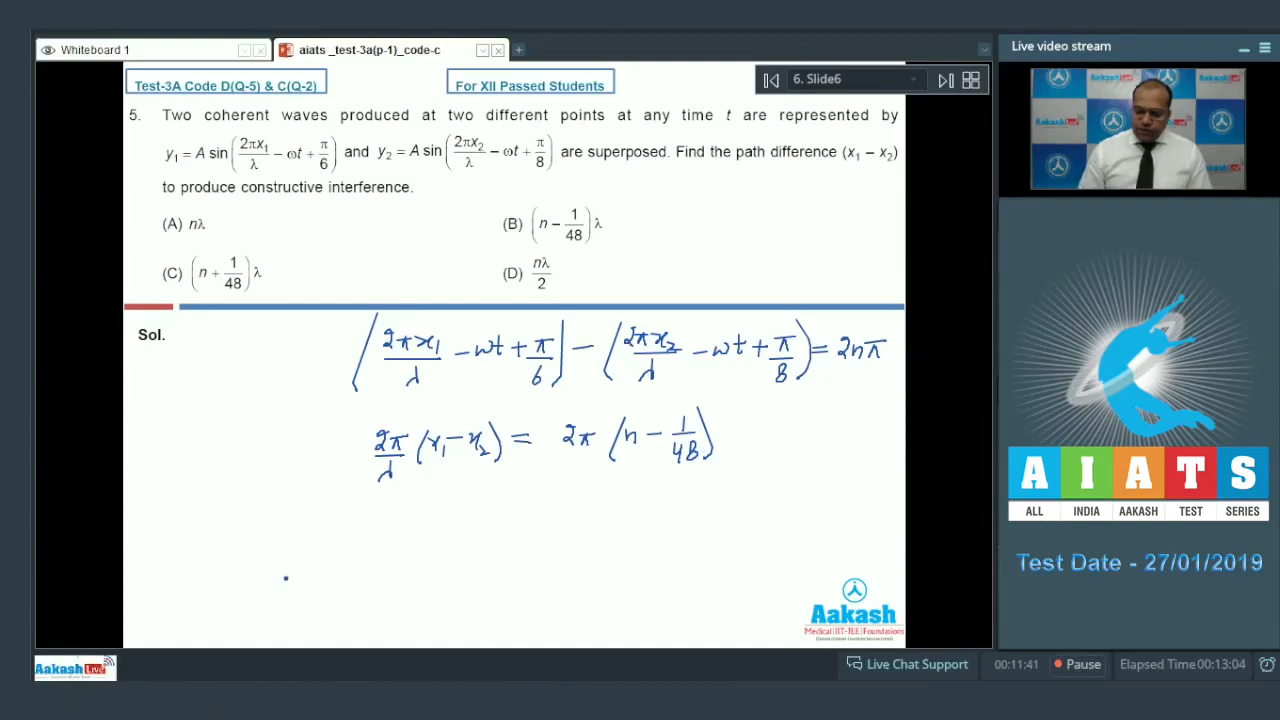 Whiteboard 1
aiats _test-3a(p-1)_code-c
Live video stream
Test-3A Code D(Q-5) & C(Q-2)
For XII Passed Students
6. Slide6
5. Two coherent waves produced at two different points at any time t are represented by
y₁ = A sin(2πx₁/λ − ωt + π/6) and y₂ = A sin(2πx₂/λ − ωt + π/8) are superposed. Find the path difference (x₁ − x₂)
to produce constructive interference.
(A) nλ
(B) (n − 1/48) λ
(C) (n + 1/48) λ
(D) nλ/2
Sol.
(2πx₁/λ − ωt + π/6) − (2πx₂/λ − ωt + π/8) = 2nπ
2π/λ (x₁ − x₂) = 2π (n − 1/48)
A I A T S
ALL INDIA AAKASH TEST SERIES
Test Date - 27/01/2019
Aakash
Medical|IIT-JEE|Foundations
Aakash Live
Live Chat Support
00:11:41
Pause
Elapsed Time 00:13:04